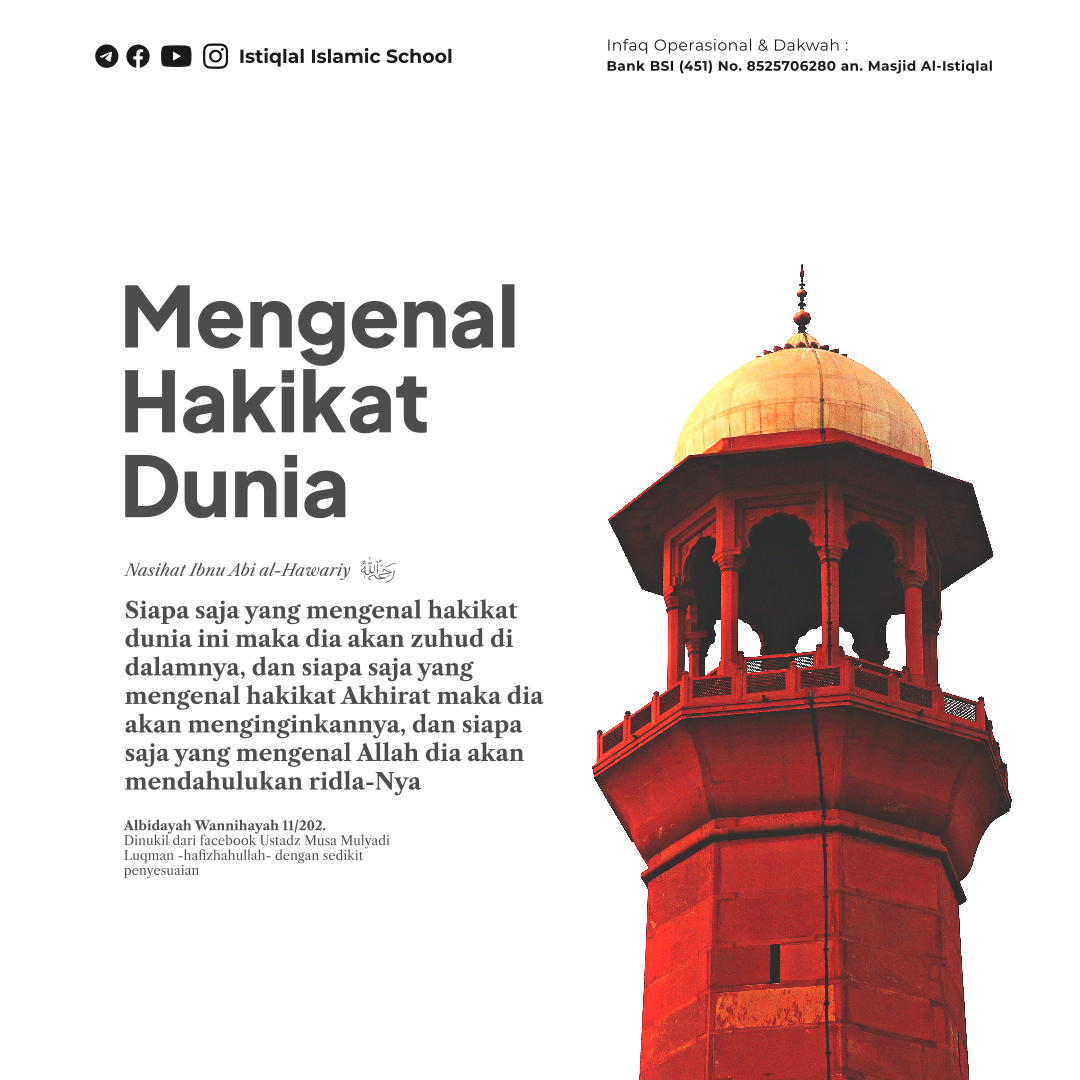 Istiqlal Islamic School
Infaq Operasional & Dakwah :
Bank BSI (451) No. 8525706280 an. Masjid Al-Istiqlal
Mengenal
Hakikat
Dunia
Nasihat Ibnu Abi al-Hawariy رحمه الله
Siapa saja yang mengenal hakikat
dunia ini maka dia akan zuhud di
dalamnya, dan siapa saja yang
mengenal hakikat Akhirat maka dia
akan menginginkannya, dan siapa
saja yang mengenal Allah dia akan
mendahulukan ridla-Nya
Albidayah Wannihayah 11/202.
Dinukil dari facebook Ustadz Musa Mulyadi
Luqman -hafizhahullah- dengan sedikit
penyesuaian